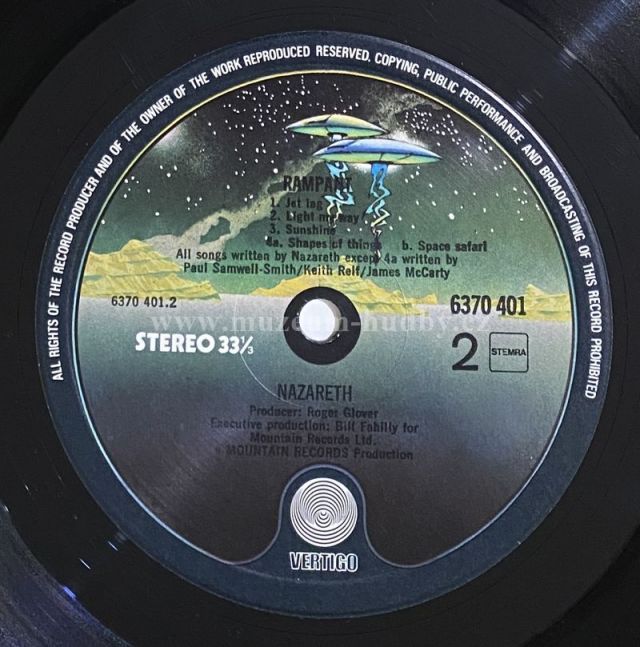 ALL RIGHTS OF THE RECORD PRODUCER AND OF THE OWNER OF THE WORK REPRODUCED RESERVED. COPYING, PUBLIC PERFORMANCE AND BROADCASTING OF THIS RECORD PROHIBITED
RAMPANT
1. Jet lag
2. Light my way
3. Sunshine
4a. Shapes of things b. Space safari
All songs written by Nazareth except 4a written by
Paul Samwell-Smith/Keith Relf/James McCarty
6370 401.2
6370 401
www.muzeum-hudby.cz
STEREO 33⅓
2
STEMRA
NAZARETH
Producer: Roger Glover
Executive production: Bill Fehilly for
Mountain Records Ltd.
MOUNTAIN RECORDS Production
VERTIGO